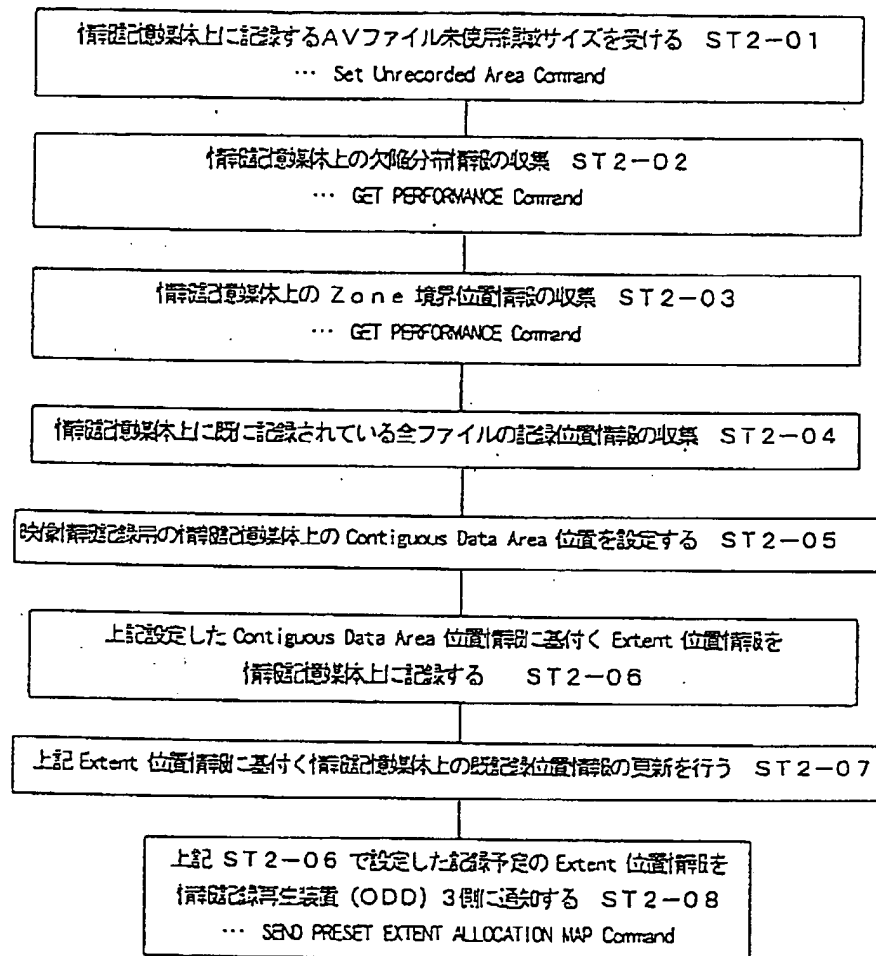 情報記憶媒体上に記録するAVファイル未使用領域サイズを受ける ST2-01
… Set Unrecorded Area Command
情報記憶媒体上の欠陥分布情報の収集 ST2-02
… GET PERFORMANCE Command
情報記憶媒体上の Zone 境界位置情報の収集 ST2-03
… GET PERFORMANCE Command
情報記憶媒体上に既に記録されている全ファイルの記録位置情報の収集 ST2-04
映像情報記録用の情報記憶媒体上の Contiguous Data Area 位置を設定する ST2-05
上記設定した Contiguous Data Area 位置情報に基付く Extent 位置情報を
情報記憶媒体上に記録する ST2-06
上記 Extent 位置情報に基付く情報記憶媒体上の既記録位置情報の更新を行う ST2-07
上記 ST2-06 で設定した記録予定の Extent 位置情報を
情報記録再生装置 (ODD) 3側に通知する ST2-08
… SEND PRESET EXTENT ALLOCATION MAP Command